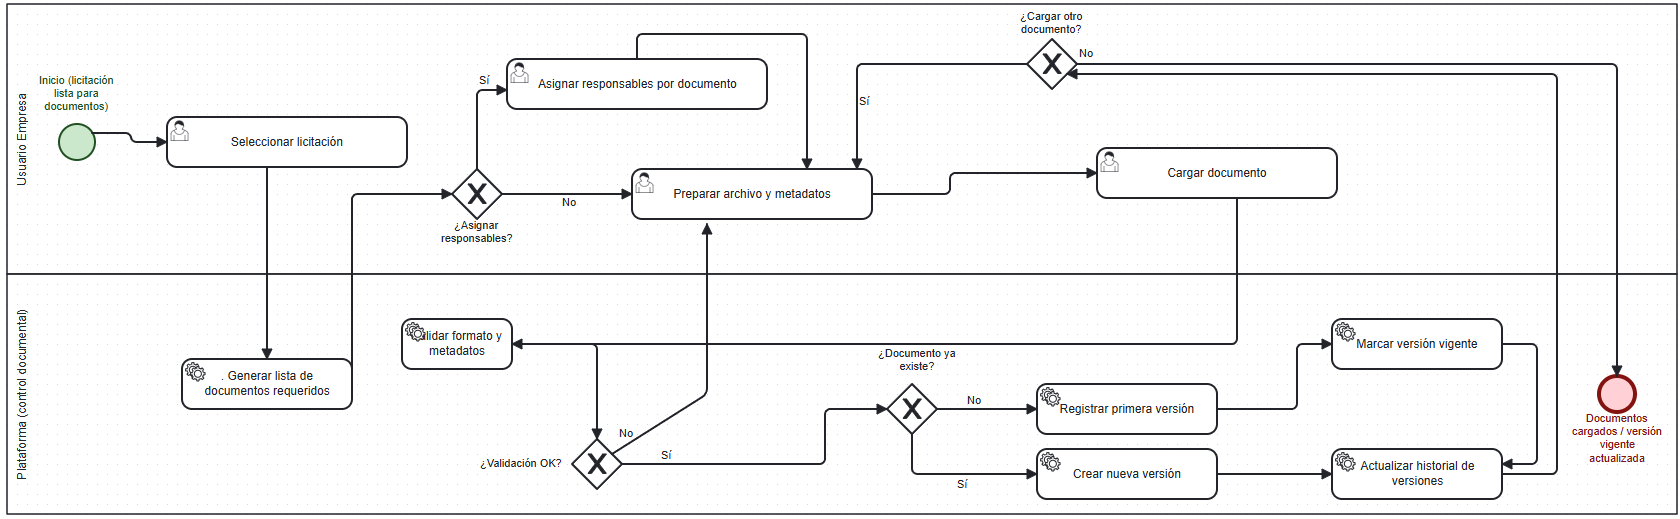 Usuario Empresa
Inicio (licitación
lista para
documentos)
Seleccionar licitación
Sí
Asignar responsables por documento
¿Asignar
responsables?
No
Preparar archivo y metadatos
¿Cargar otro
documento?
No
Sí
Cargar documento
Plataforma (control documental)
. Generar lista de
documentos requeridos
lidar formato y
metadatos
¿Validación OK?
No
Sí
¿Documento ya
existe?
No
Sí
Registrar primera versión
Crear nueva versión
Marcar versión vigente
Actualizar historial de
versiones
Documentos
cargados / versión
vigente
actualizada